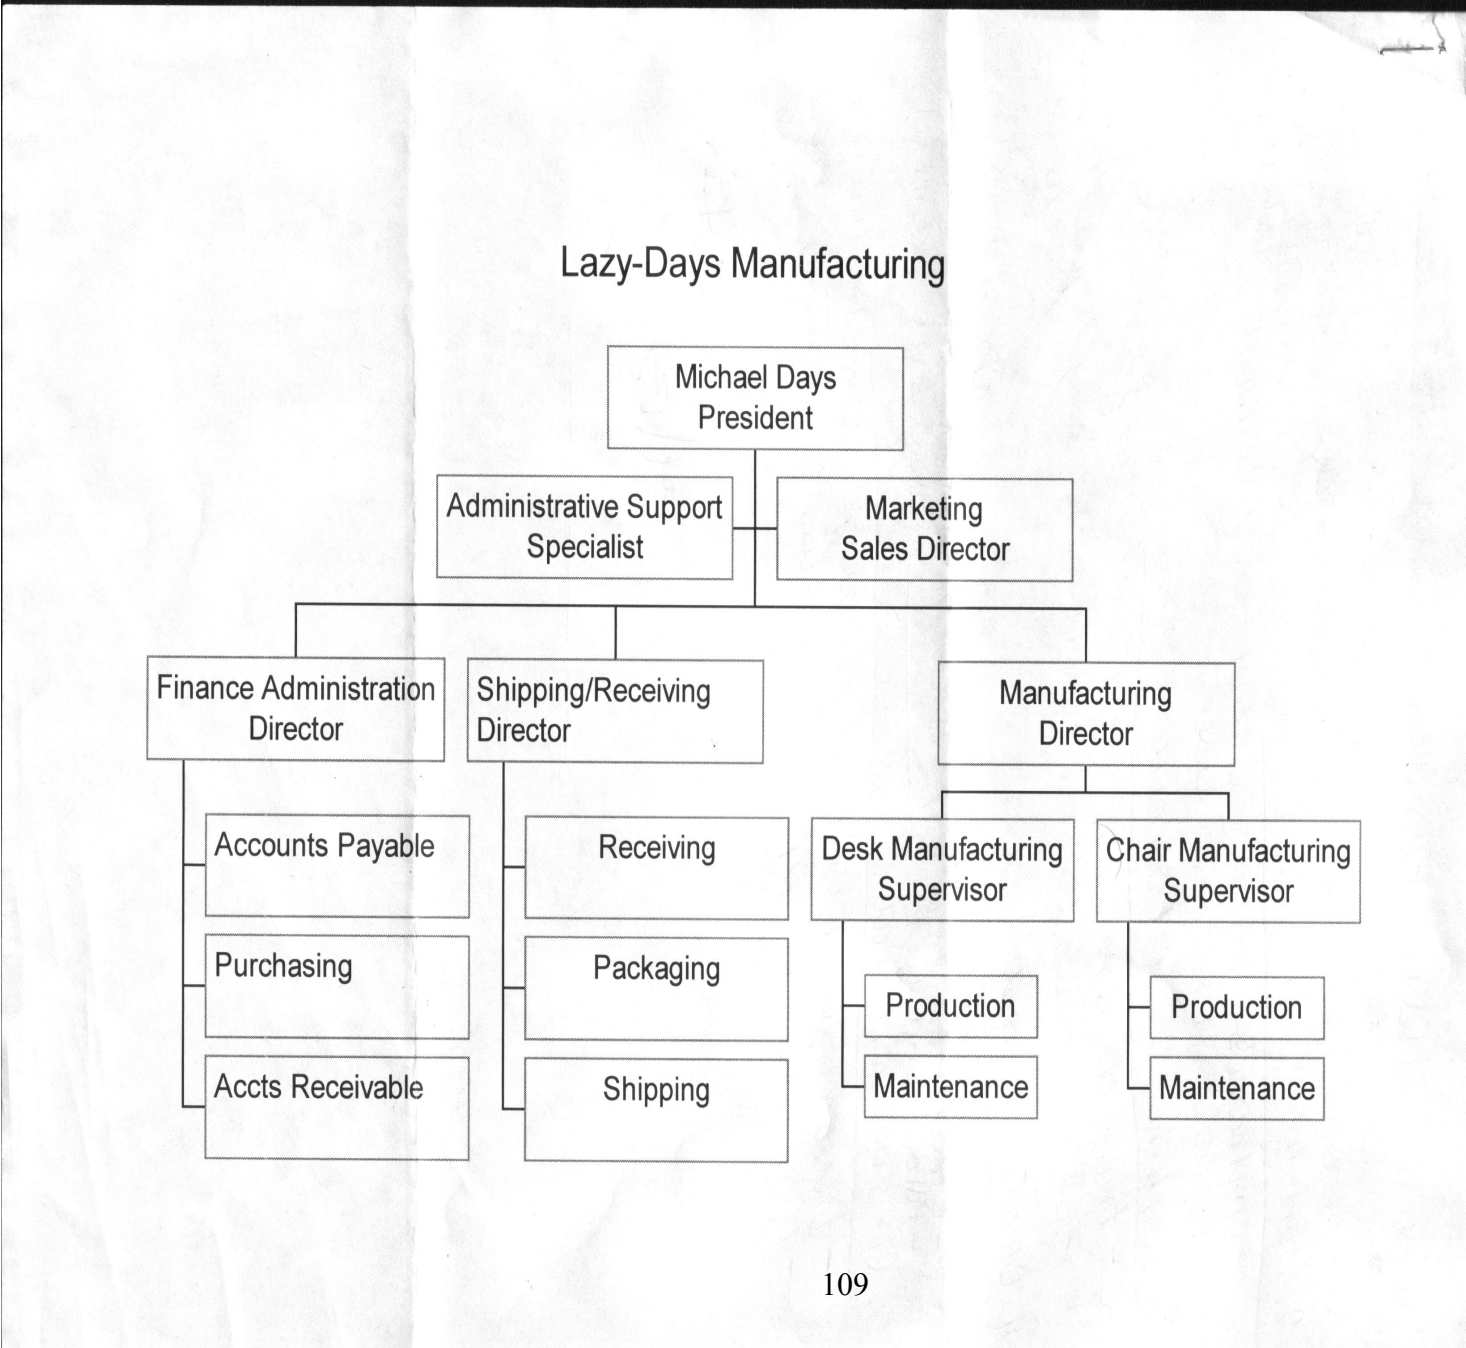 Lazy-Days Manufacturing
Michael Days
President
Administrative Support
Specialist
Marketing
Sales Director
Finance Administration
Director
Shipping/Receiving
Director
Manufacturing
Director
Accounts Payable
Purchasing
Accts Receivable
Receiving
Packaging
Shipping
Desk Manufacturing
Supervisor
Production
Maintenance
Chair Manufacturing
Supervisor
Production
Maintenance
109